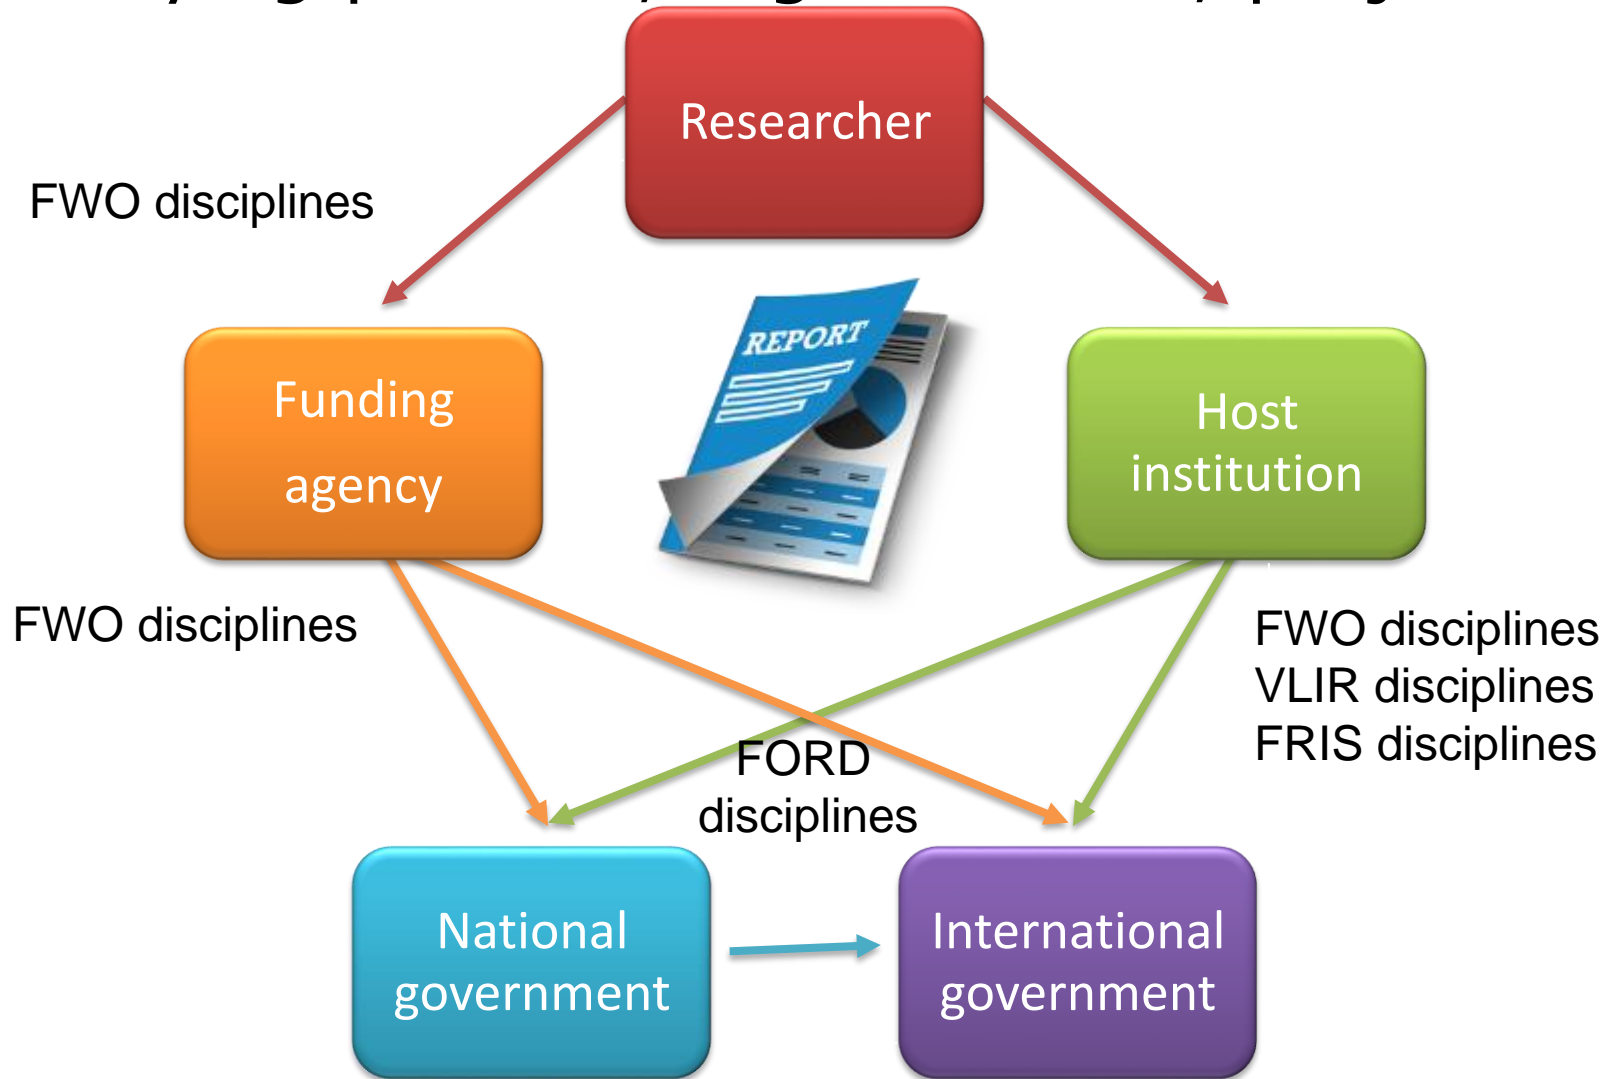 Researcher
FWO disciplines
REPORT
Funding
agency
Host
institution
FWO disciplines
FWO disciplines
VLIR disciplines
FRIS disciplines
FORD
disciplines
National
government
International
government